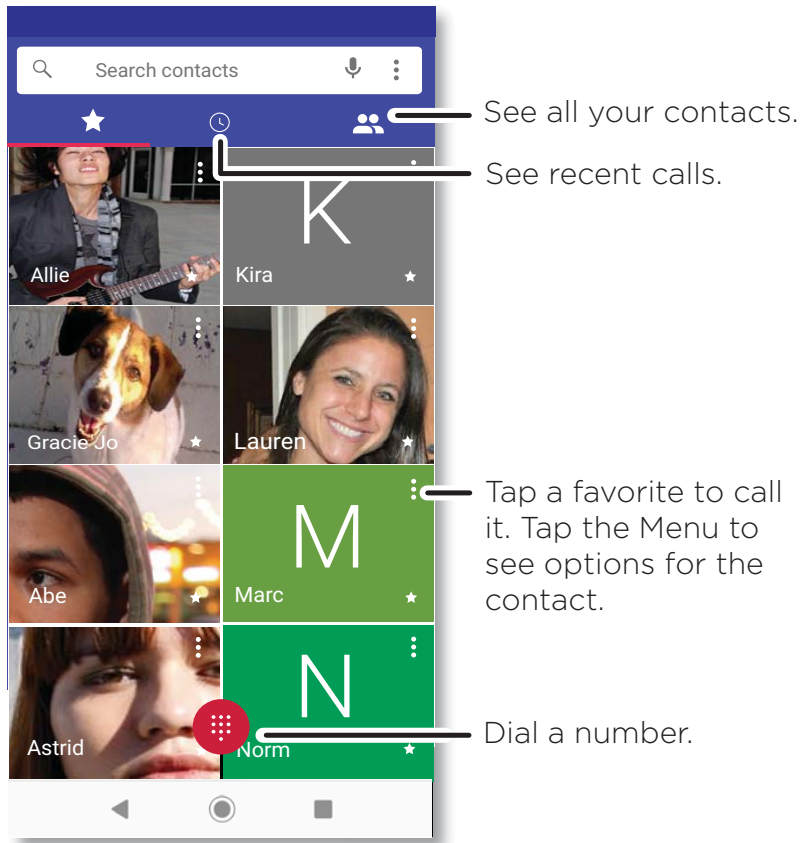 Search contacts
See all your contacts.
See recent calls.
K
Allie
Kira
Gracie Jo
Lauren
M
Tap a favorite to call
it. Tap the Menu to
see options for the
contact.
Abe
Marc
N
Dial a number.
Astrid
Norm